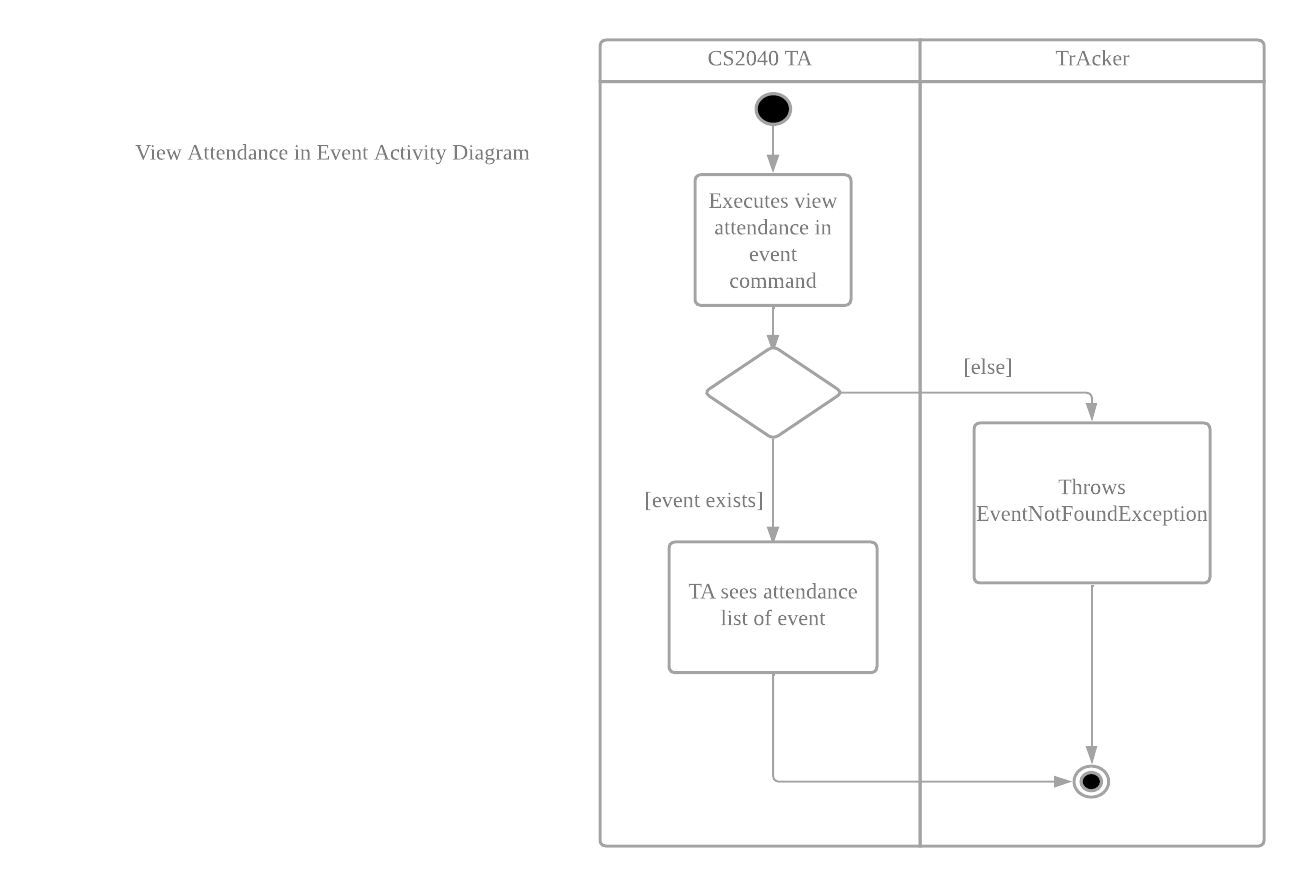 CS2040 TA
TrAcker
View Attendance in Event Activity Diagram
Executes view
attendance in
event
command
[else]
Throws
EventNotFoundException
[event exists]
TA sees attendance
list of event